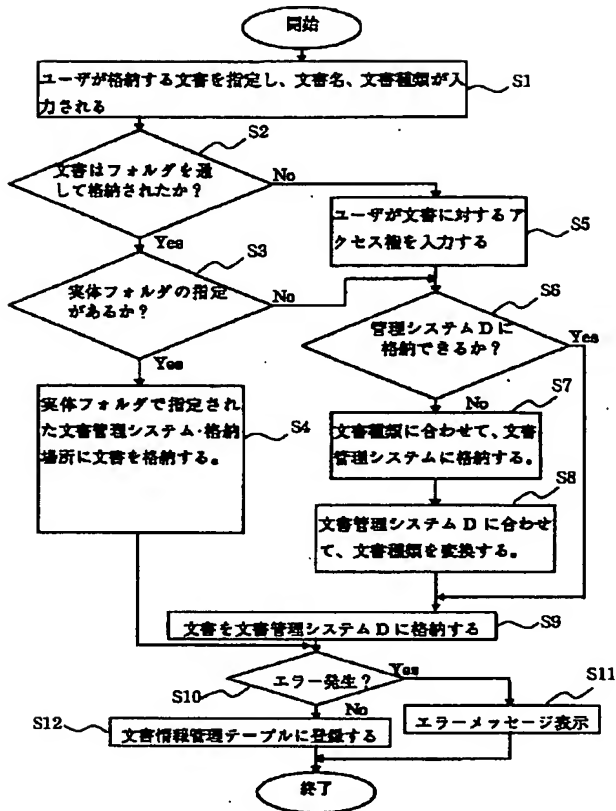 開始
ユーザが格納する文書を指定し、文書名、文書種類が入
力される
S1
文書はフォルダを通
して格納されたか?
S2
No
Yes
ユーザが文書に対するア
クセス権を入力する
S5
実体フォルダの指定
があるか?
S3
No
Yes
管理システムDに
格納できるか?
S6
Yes
No
実体フォルダで指定され
た文書管理システム・格納
場所に文書を格納する。
S4
文書種類に合わせて、文書
管理システムに格納する。
S7
文書管理システムDに合わせ
て、文書種類を変換する。
S8
文書を文書管理システムDに格納する
S9
エラー発生?
S10
Yes
No
エラーメッセージ表示
S11
S12
文書情報管理テーブルに登録する
終了